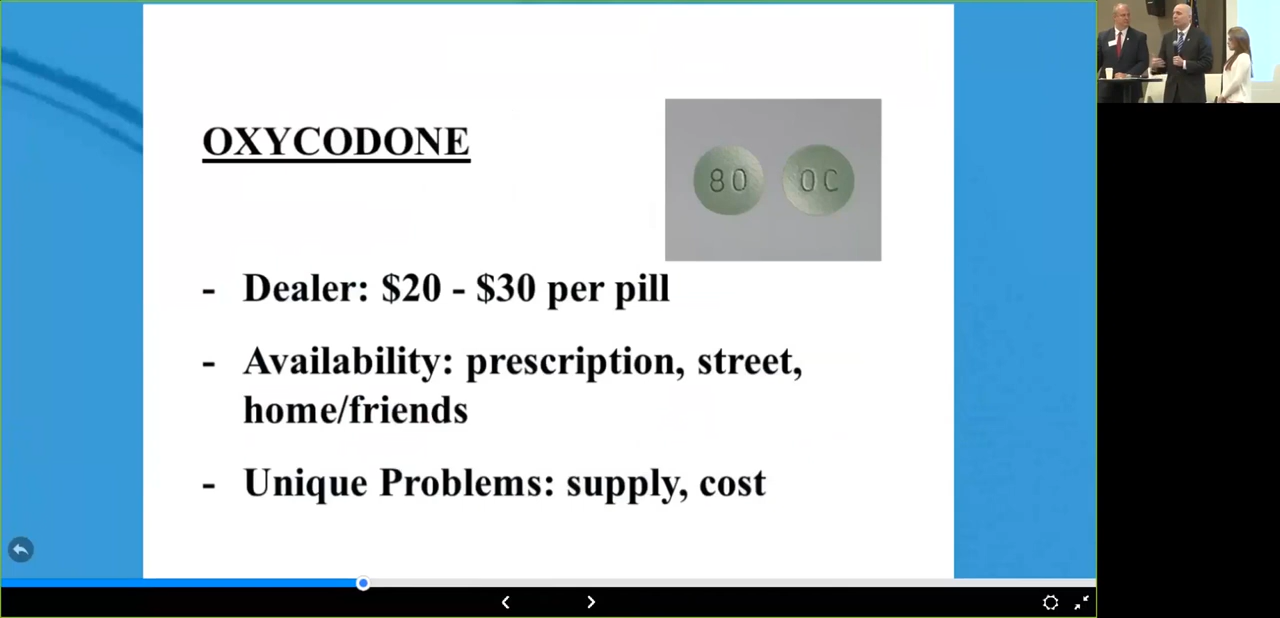 OXYCODONE
80 OC
- Dealer: $20 - $30 per pill
- Availability: prescription, street,
home/friends
- Unique Problems: supply, cost